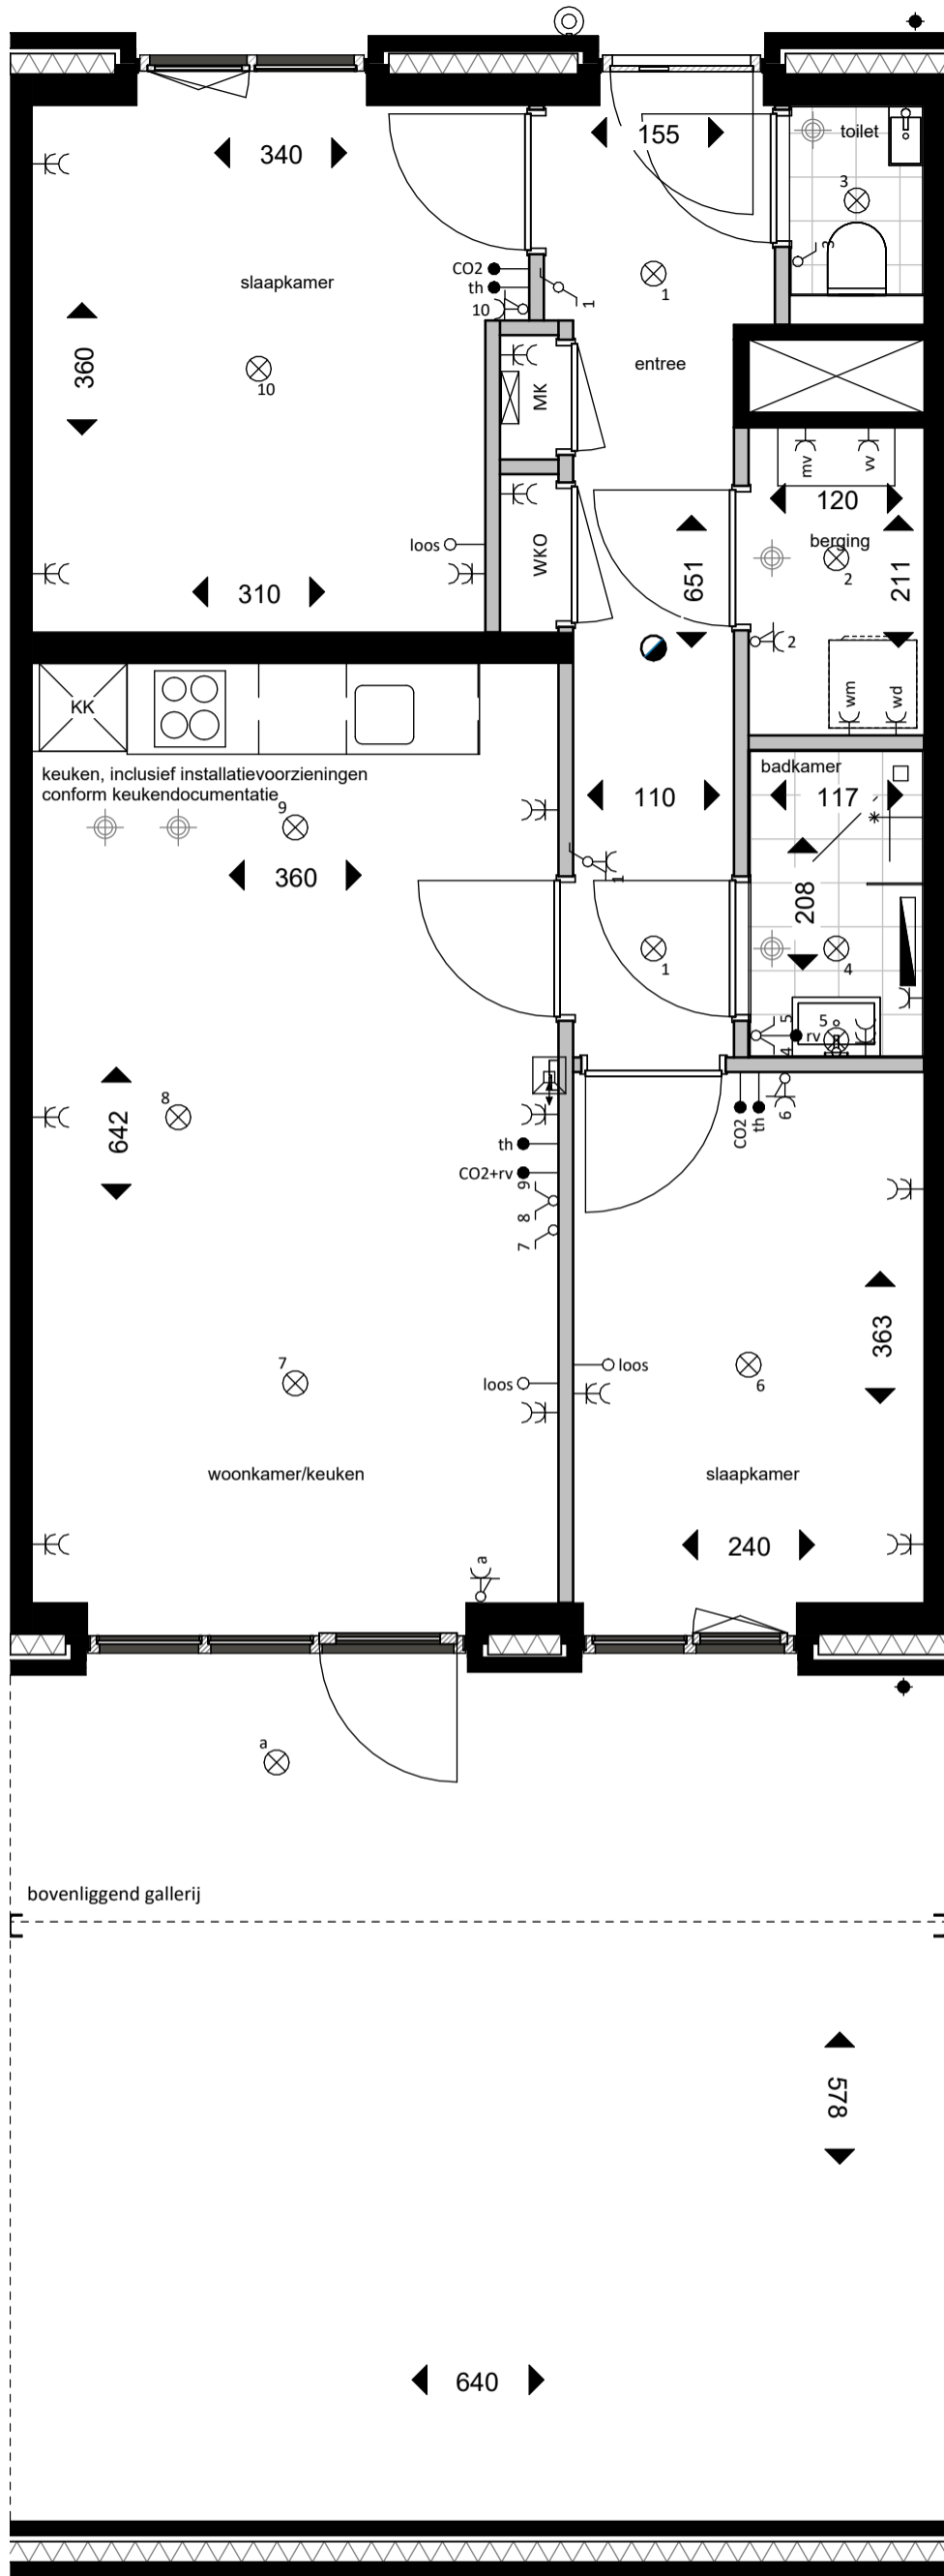 155
toilet
340
3
3
CO2
slaapkamer
th
10
1
1
entree
360
10
MK
mv
vv
120
berging
loos
WKO
651
2
211
310
2
KK
wm
wd
badkamer
keuken, inclusief installatievoorzieningen
conform keukendocumentatie
110
117
9
360
1
208
1
4
5
5
rv
4
8
642
CO2
th
6
th
CO2+rv
9
8
7
363
7
loos
6
loos
woonkamer/keuken
slaapkamer
240
a
a
bovenliggend gallerij
578
640